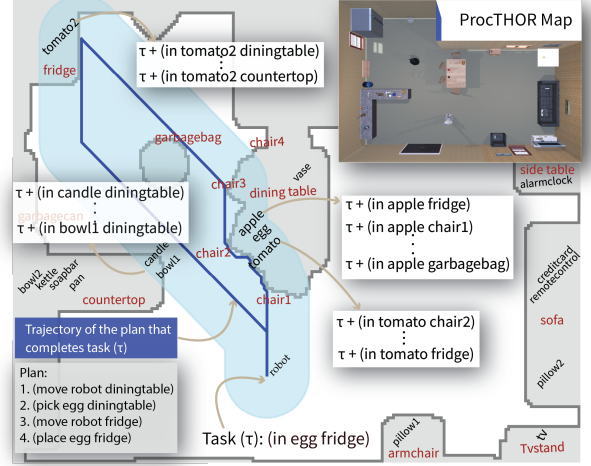 ProcTHOR Map
tomato2
τ + (in tomato2 diningtable)
⋮
τ + (in tomato2 countertop)
fridge
garbagebag
chair4
vase
side table
alarmclock
chair3
dining table
τ + (in candle diningtable)
⋮
τ + (in bowl1 diningtable)
garbagecan
apple
egg
tomato
τ + (in apple fridge)
τ + (in apple chair1)
⋮
τ + (in apple garbagebag)
chair2
candle
bowl1
bowl2
kettle
soapbar
pan
countertop
chair1
creditcard
remotecontrol
sofa
pillow2
τ + (in tomato chair2)
⋮
τ + (in tomato fridge)
Trajectory of the plan that
completes task (τ)
robot
Plan:
1. (move robot diningtable)
2. (pick egg diningtable)
3. (move robot fridge)
4. (place egg fridge)
Task (τ): (in egg fridge)
pillow1
armchair
tv
Tvstand